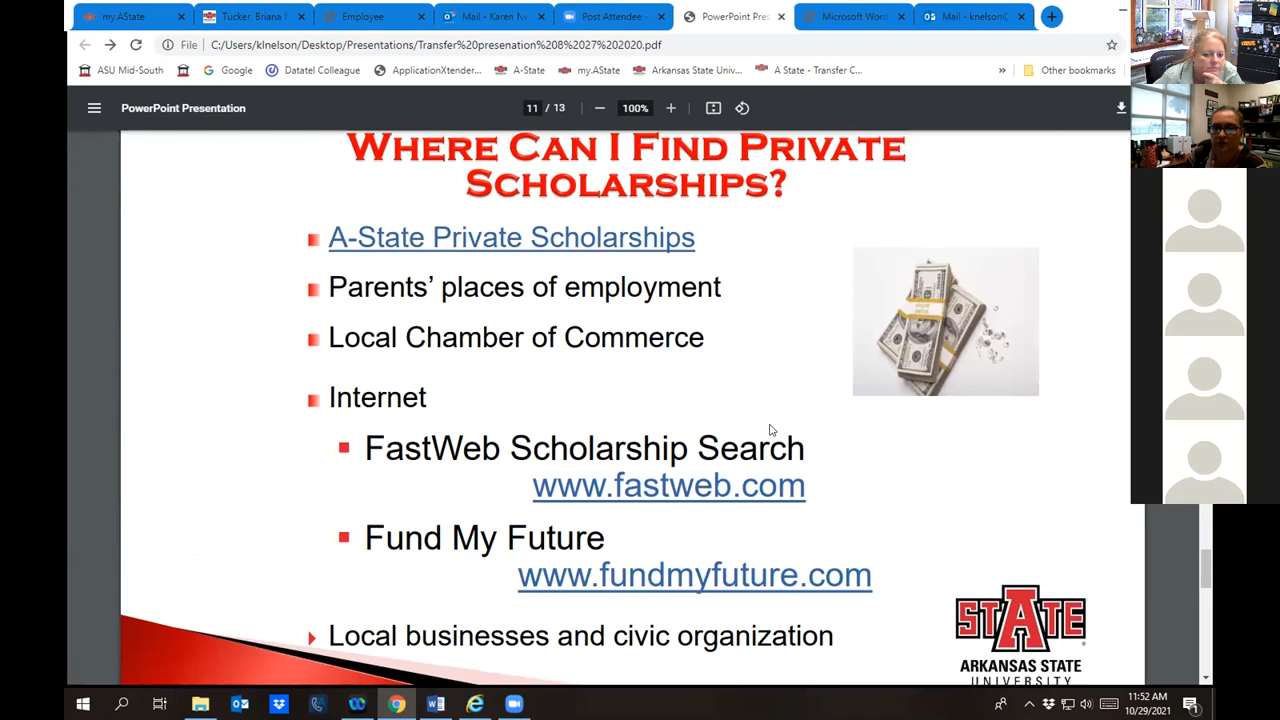 my.AState
Tucker, Briana N
Employee
Mail - Karen Ne
Post Attendee -
PowerPoint Pres
Microsoft Word
Mail - knelsonC
File
C:/Users/klnelson/Desktop/Presentations/Transfer%20presenation%208%2027%202020.pdf
ASU Mid-South
Google
Datatel Colleague
ApplicationXtender...
A-State
my.AState
Arkansas State Univ...
A State - Transfer C...
»
Other bookmarks
PowerPoint Presentation
11 / 13
100%
WHERE CAN I FIND PRIVATE
SCHOLARSHIPS?
A-State Private Scholarships
Parents’ places of employment
Local Chamber of Commerce
Internet
FastWeb Scholarship Search
www.fastweb.com
Fund My Future
www.fundmyfuture.com
Local businesses and civic organization
STATE
ARKANSAS STATE
UNIVERSITY
11:52 AM
10/29/2021